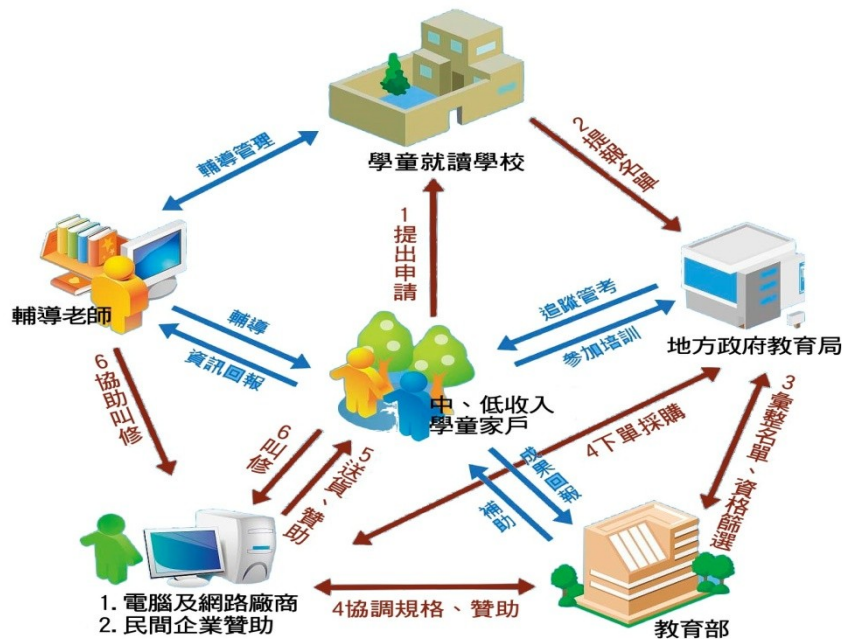 學童就讀學校
輔導管理
2提報名單
1提出申請
輔導老師
輔導
資訊回報
追蹤管考
參加培訓
地方政府教育局
中、低收入
學童家戶
6協助叫修
6叫修
5送貨、贊助
4下單採購
3彙整名單、資格篩選
成果回報
補助
1. 電腦及網路廠商
2. 民間企業贊助
4協調規格、贊助
教育部